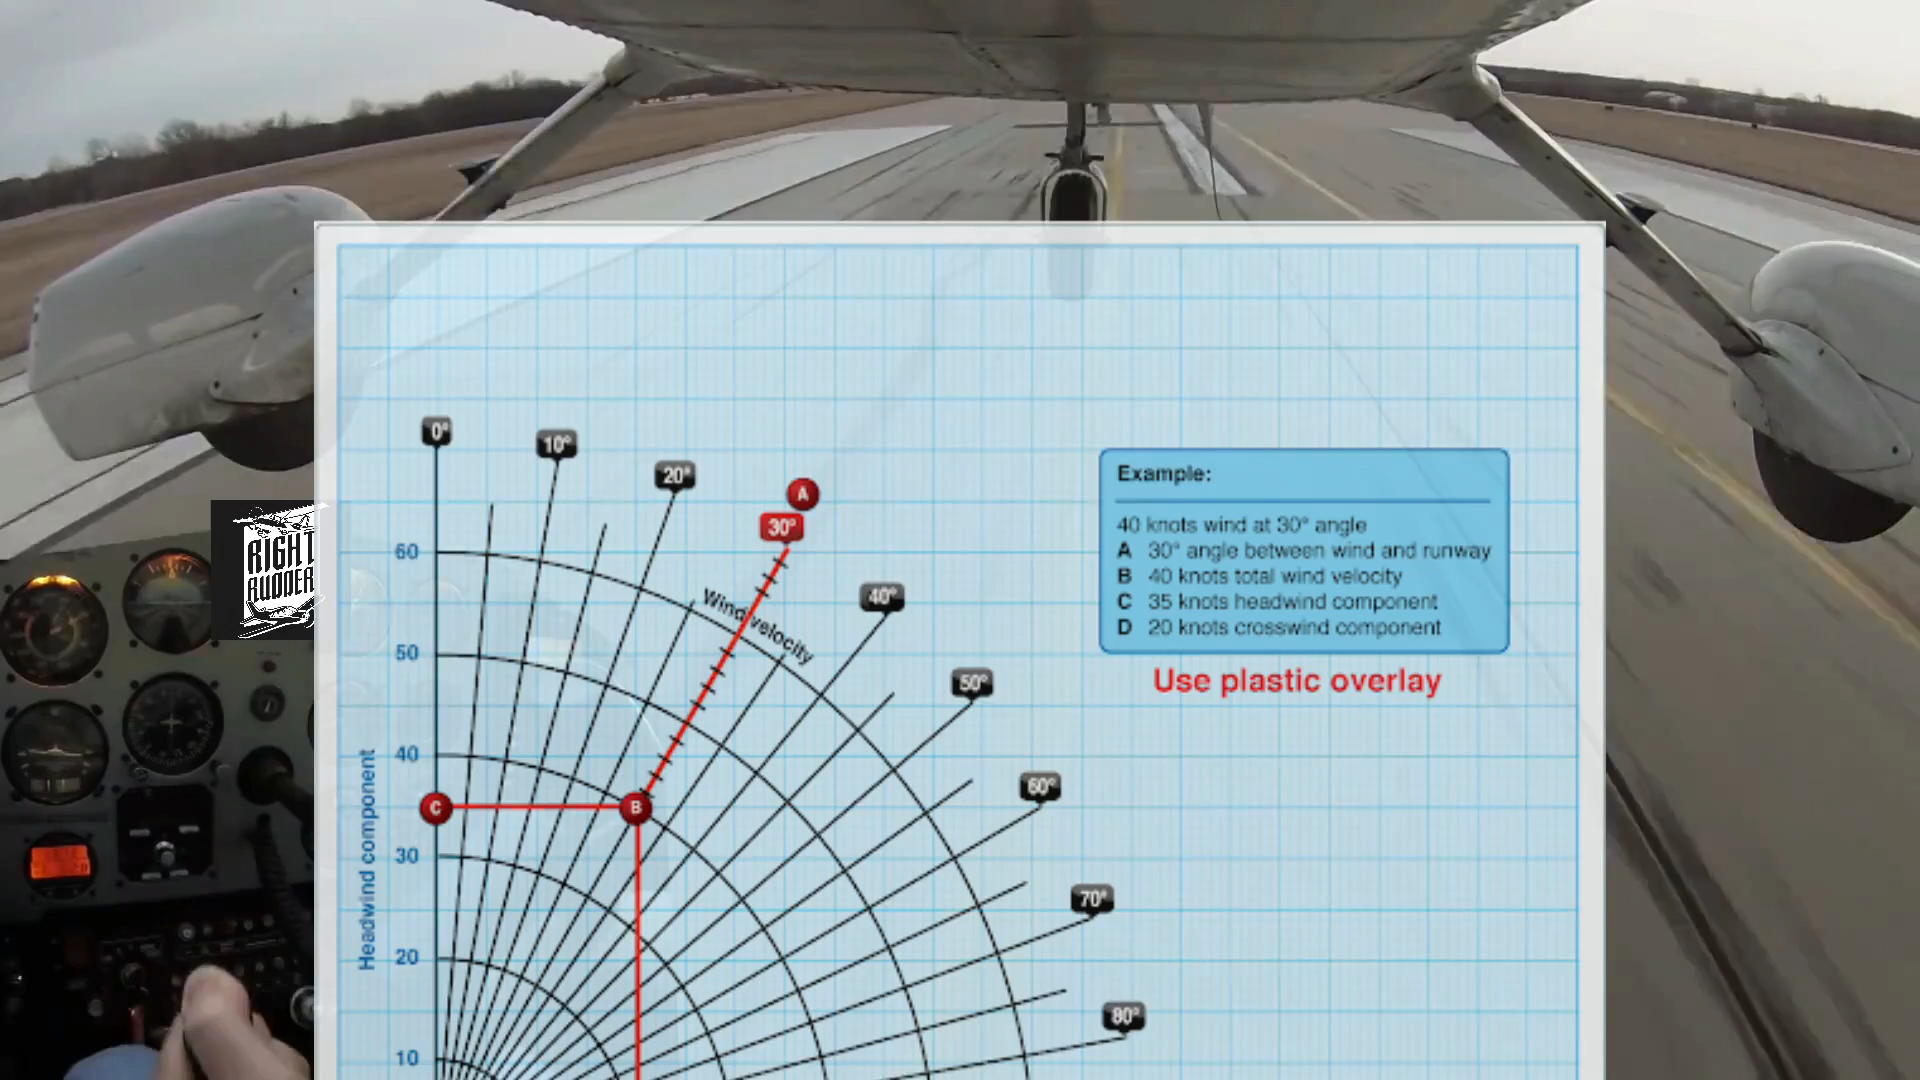 0°
10°
20°
A
30°
40°
50°
60°
70°
80°
60
50
40
30
20
10
Wind velocity
Headwind component
C
B
Example:
40 knots wind at 30° angle
A 30° angle between wind and runway
B 40 knots total wind velocity
C 35 knots headwind component
D 20 knots crosswind component
Use plastic overlay
RIGHT
RUDDER